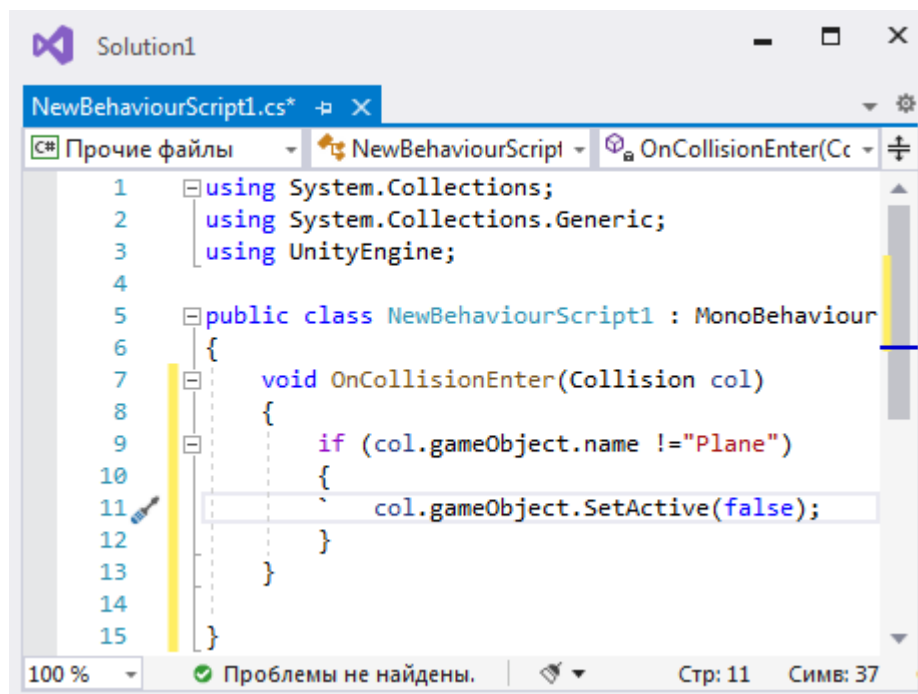 Solution1
NewBehaviourScript1.cs*
C# Прочие файлы NewBehaviourScript OnCollisionEnter(Cc
1 using System.Collections;
2 using System.Collections.Generic;
3 using UnityEngine;
4
5 public class NewBehaviourScript1 : MonoBehaviour
6 {
7 void OnCollisionEnter(Collision col)
8 {
9 if (col.gameObject.name !="Plane")
10 {
11 ` col.gameObject.SetActive(false);
12 }
13 }
14
15 }
100 % Проблемы не найдены. Стр: 11 Симв: 37